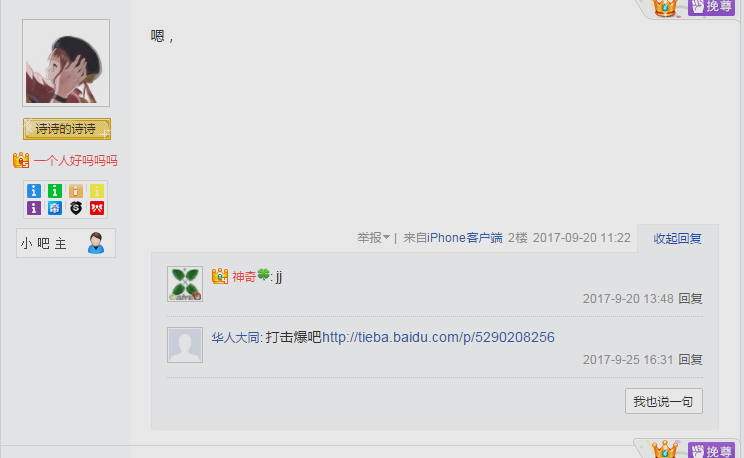 挽尊
嗯，
诗诗的诗诗
一个人好吗吗吗
小吧主
举报 | 来自iPhone客户端 2楼 2017-09-20 11:22 收起回复
神奇🍀: jj
2017-9-20 13:48 回复
华人大同: 打击爆吧http://tieba.baidu.com/p/5290208256
2017-9-25 16:31 回复
我也说一句
挽尊